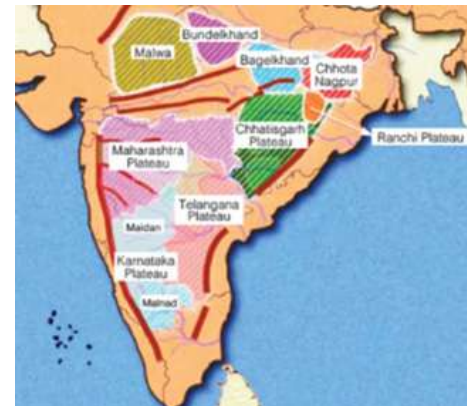 Bundelkhand
Malwa
Bagelkhand
Chhota
Nagpur
Chhatisgarh
Plateau
Ranchi Plateau
Maharashtra
Plateau
Telangana
Plateau
Maidan
Karnataka
Plateau
Malnad